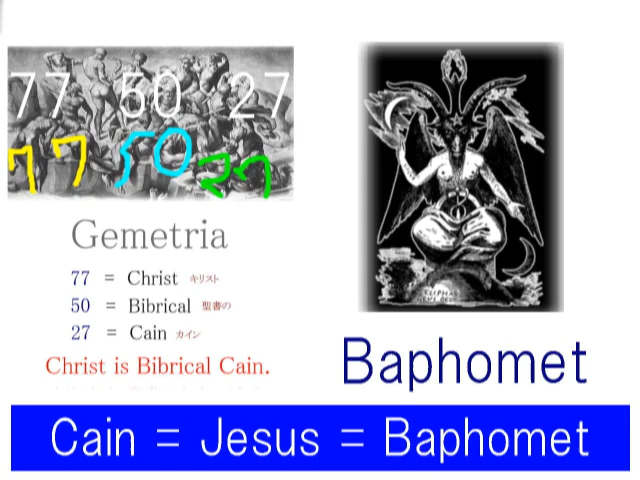 77 50 27
77 50 27
Gemetria
77 = Christ キリスト
50 = Bibrical 聖書の
27 = Cain カイン
Christ is Bibrical Cain.
Baphomet
Cain = Jesus = Baphomet